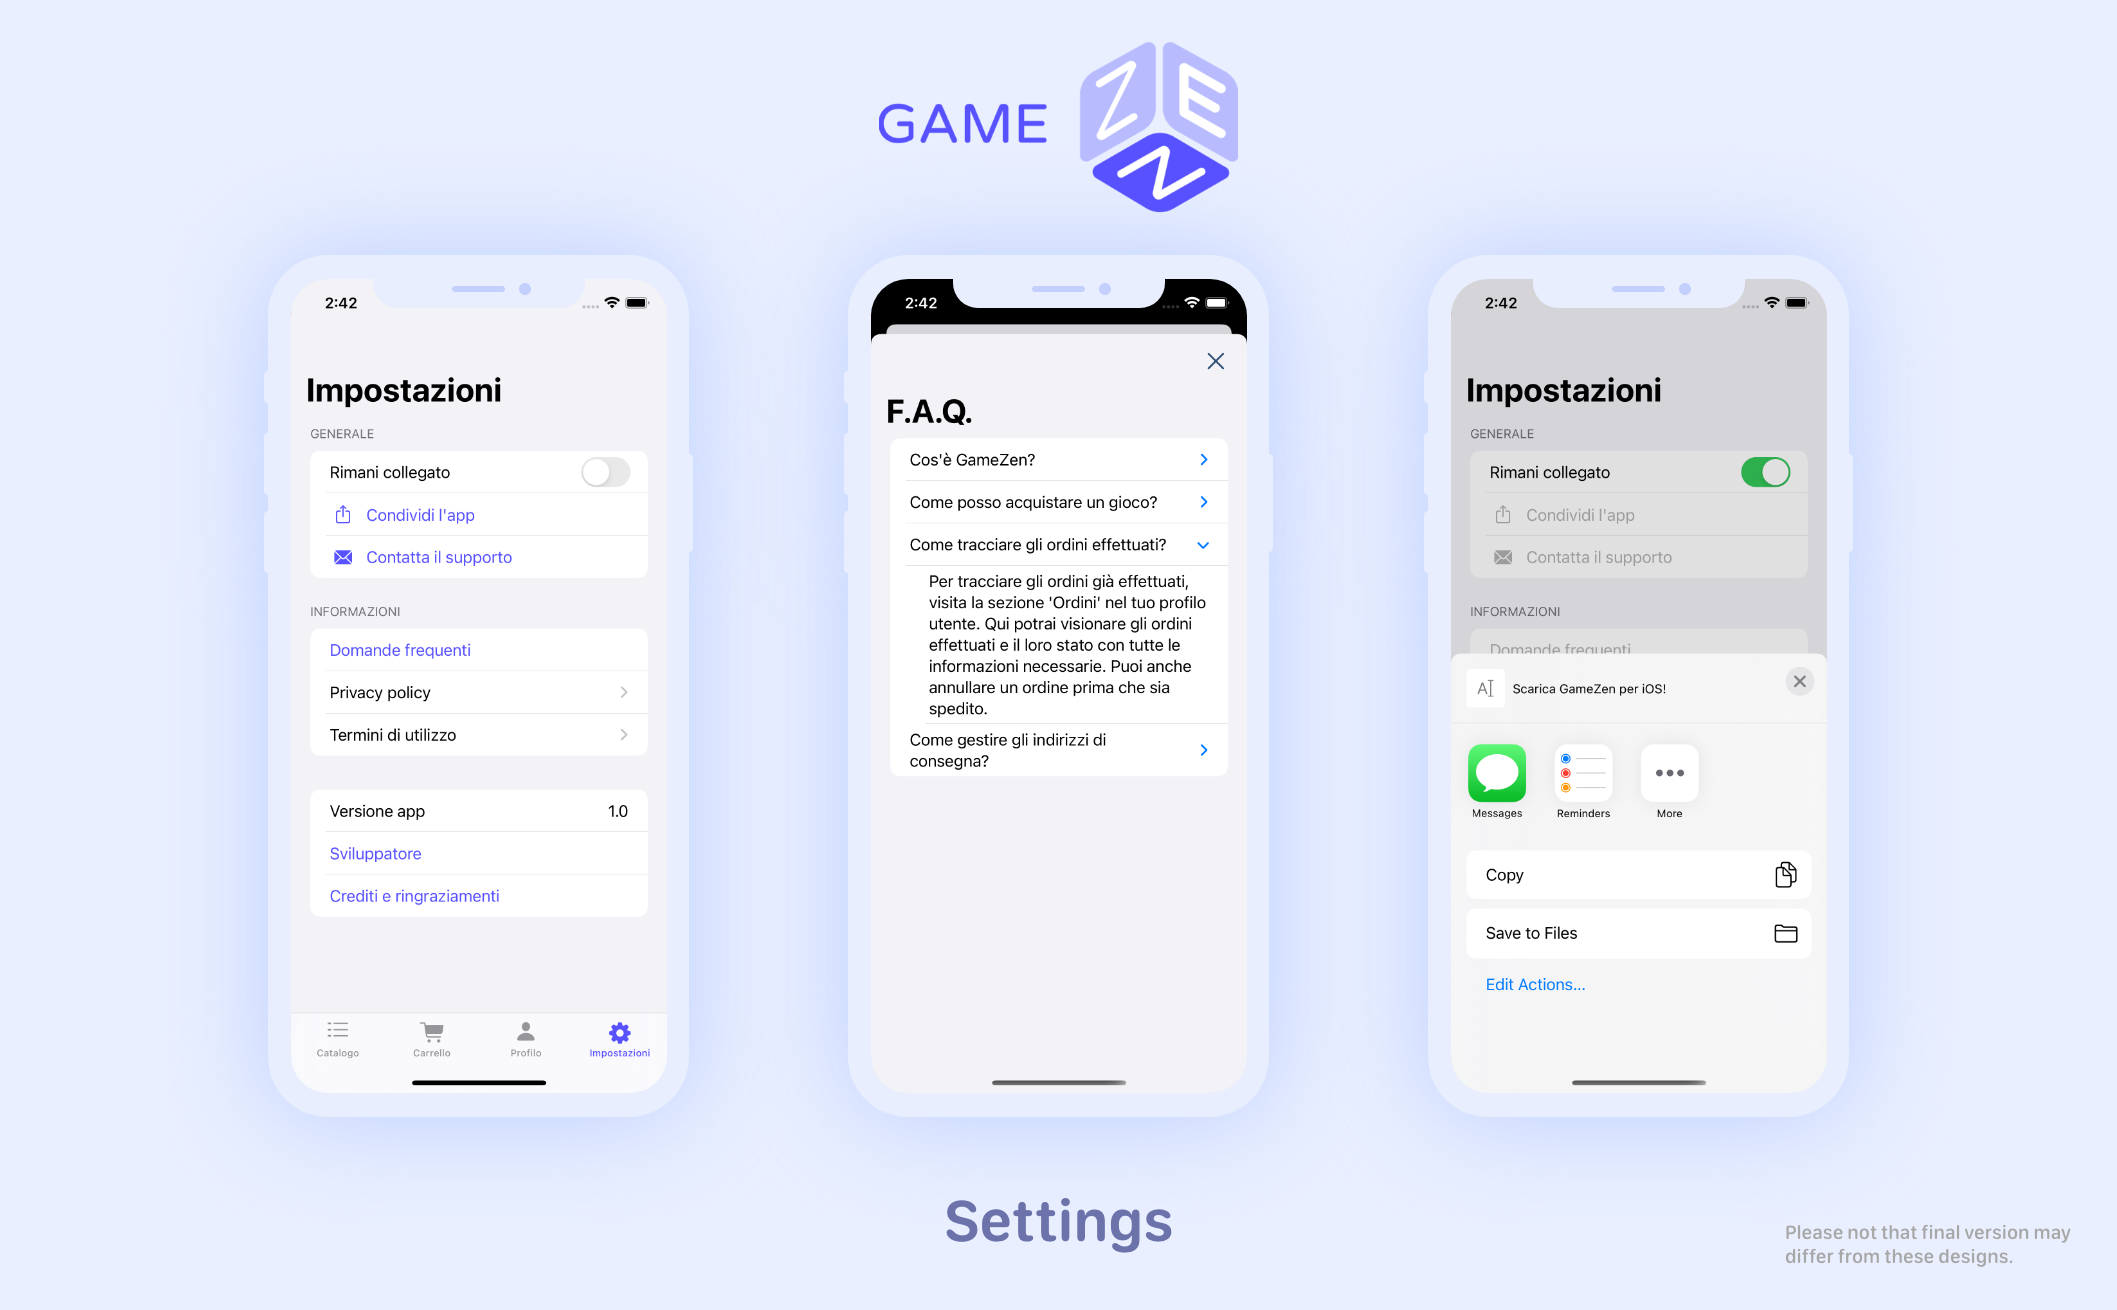 GAME ZEN
2:42
Impostazioni
GENERALE
Rimani collegato
Condividi l'app
Contatta il supporto
INFORMAZIONI
Domande frequenti
Privacy policy
Termini di utilizzo
Versione app 1.0
Sviluppatore
Crediti e ringraziamenti
Catalogo Carrello Profilo Impostazioni
2:42
F.A.Q.
Cos'è GameZen?
Come posso acquistare un gioco?
Come tracciare gli ordini effettuati?
Per tracciare gli ordini già effettuati,
visita la sezione 'Ordini' nel tuo profilo
utente. Qui potrai visionare gli ordini
effettuati e il loro stato con tutte le
informazioni necessarie. Puoi anche
annullare un ordine prima che sia
spedito.
Come gestire gli indirizzi di
consegna?
2:42
Impostazioni
GENERALE
Rimani collegato
Condividi l'app
Contatta il supporto
INFORMAZIONI
Domande frequenti
A Scarica GameZen per iOS!
Messages Reminders More
Copy
Save to Files
Edit Actions...
Settings
Please not that final version may
differ from these designs.